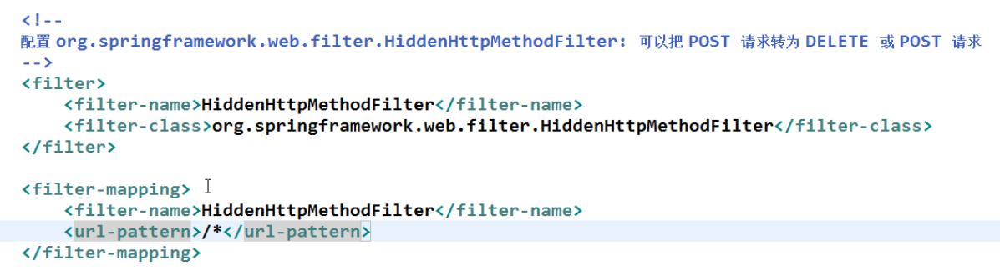 <!--
配置 org.springframework.web.filter.HiddenHttpMethodFilter: 可以把 POST 请求转为 DELETE 或 POST 请求
-->
<filter>
    <filter-name>HiddenHttpMethodFilter</filter-name>
    <filter-class>org.springframework.web.filter.HiddenHttpMethodFilter</filter-class>
</filter>

<filter-mapping>
    <filter-name>HiddenHttpMethodFilter</filter-name>
    <url-pattern>/*</url-pattern>
</filter-mapping>